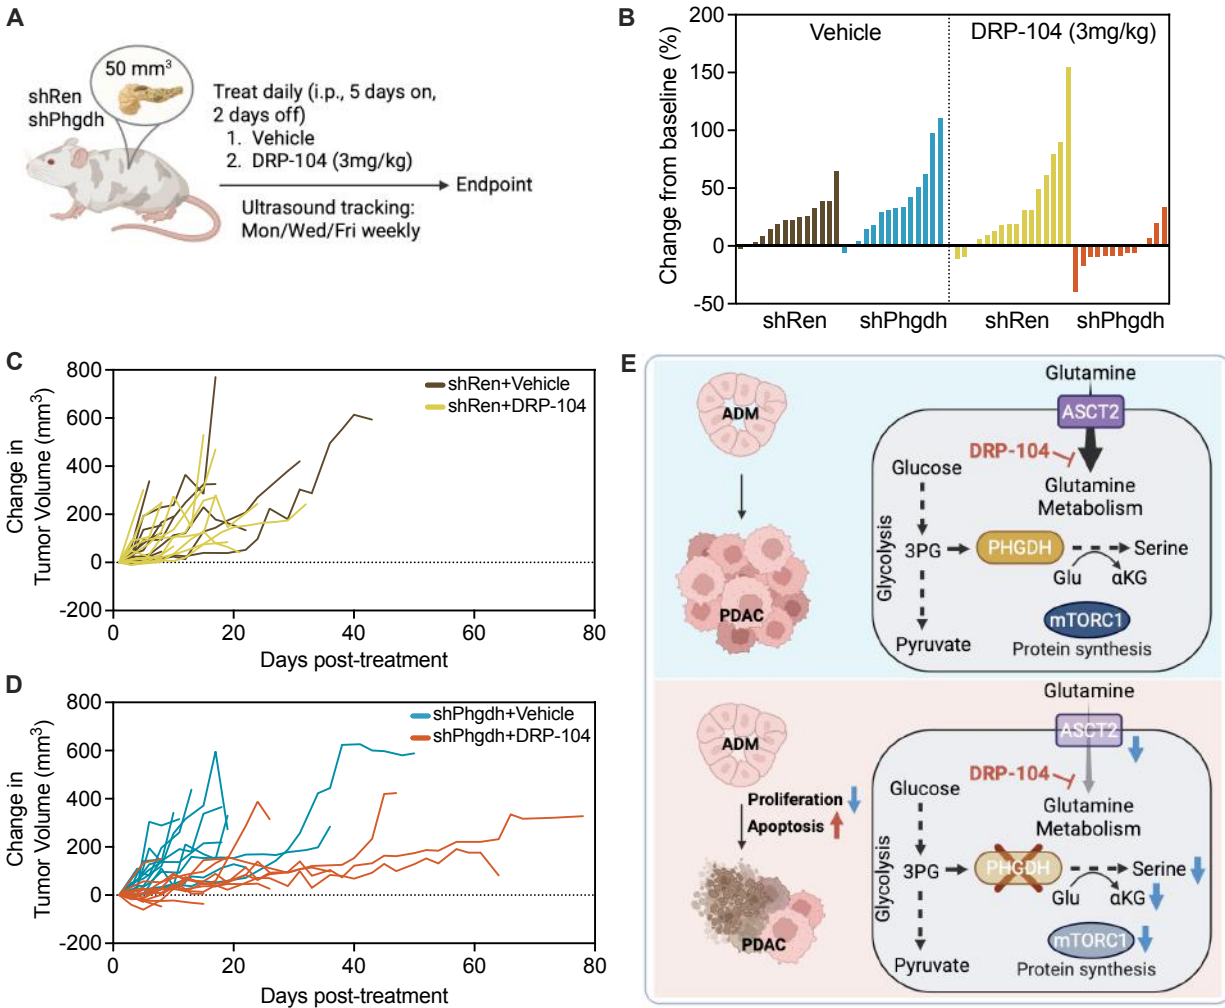 A
50 mm³
shRen
shPhgdh
Treat daily (i.p., 5 days on,
2 days off)
1. Vehicle
2. DRP-104 (3mg/kg)
Endpoint
Ultrasound tracking:
Mon/Wed/Fri weekly
B
Change from baseline (%)
200
150
100
50
0
-50
Vehicle
DRP-104 (3mg/kg)
shRen
shPhgdh
shRen
shPhgdh
C
Change in
Tumor Volume (mm³)
800
600
400
200
0
-200
shRen+Vehicle
shRen+DRP-104
0
20
40
60
80
Days post-treatment
D
Change in
Tumor Volume (mm³)
800
600
400
200
0
-200
shPhgdh+Vehicle
shPhgdh+DRP-104
0
20
40
60
80
Days post-treatment
E
ADM
PDAC
Glutamine
ASCT2
DRP-104
Glutamine
Metabolism
Glucose
Glycolysis
3PG
PHGDH
Serine
Glu
αKG
Pyruvate
mTORC1
Protein synthesis
ADM
Proliferation
Apoptosis
PDAC
Glutamine
ASCT2
DRP-104
Glutamine
Metabolism
Glucose
Glycolysis
3PG
PHGDH
Serine
Glu
αKG
Pyruvate
mTORC1
Protein synthesis